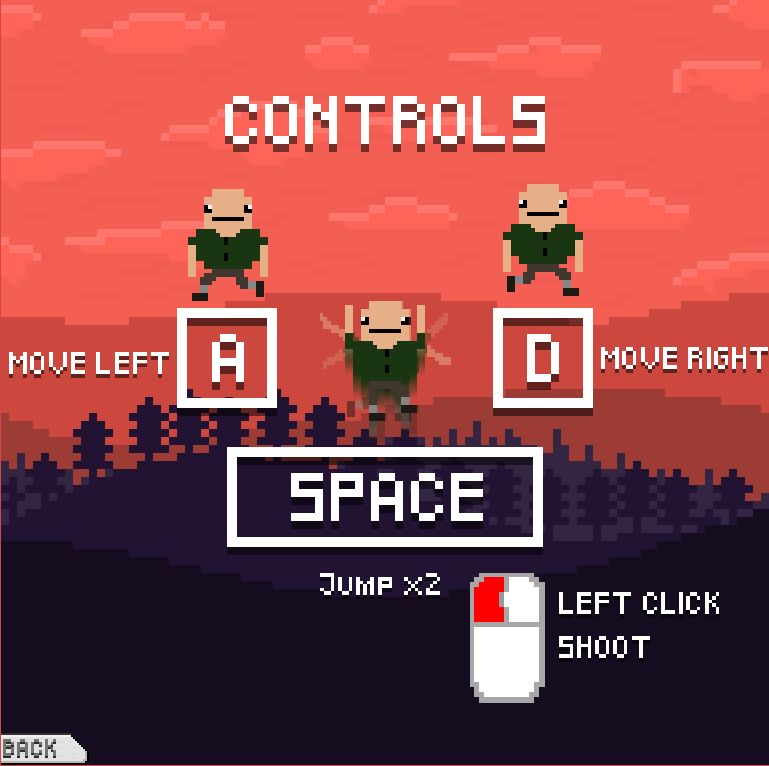 CONTROLS
MOVE LEFT
A
D
MOVE RIGHT
SPACE
JUMP x2
LEFT CLICK
SHOOT
BACK